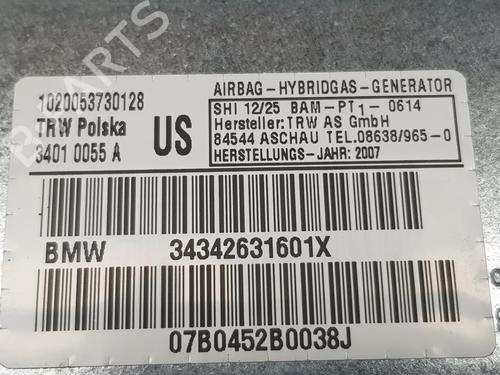 1020053730128
TRW Polska
3401 0055 A
US
AIRBAG-HYBRIDGAS-GENERATOR
SHI 12/25 BAM-PT1-0614
Hersteller:TRW AS GmbH
84544 ASCHAU TEL.08638/965-0
HERSTELLUNGS-JAHR:2007
BMW 34342631601X
07B0452B0038J